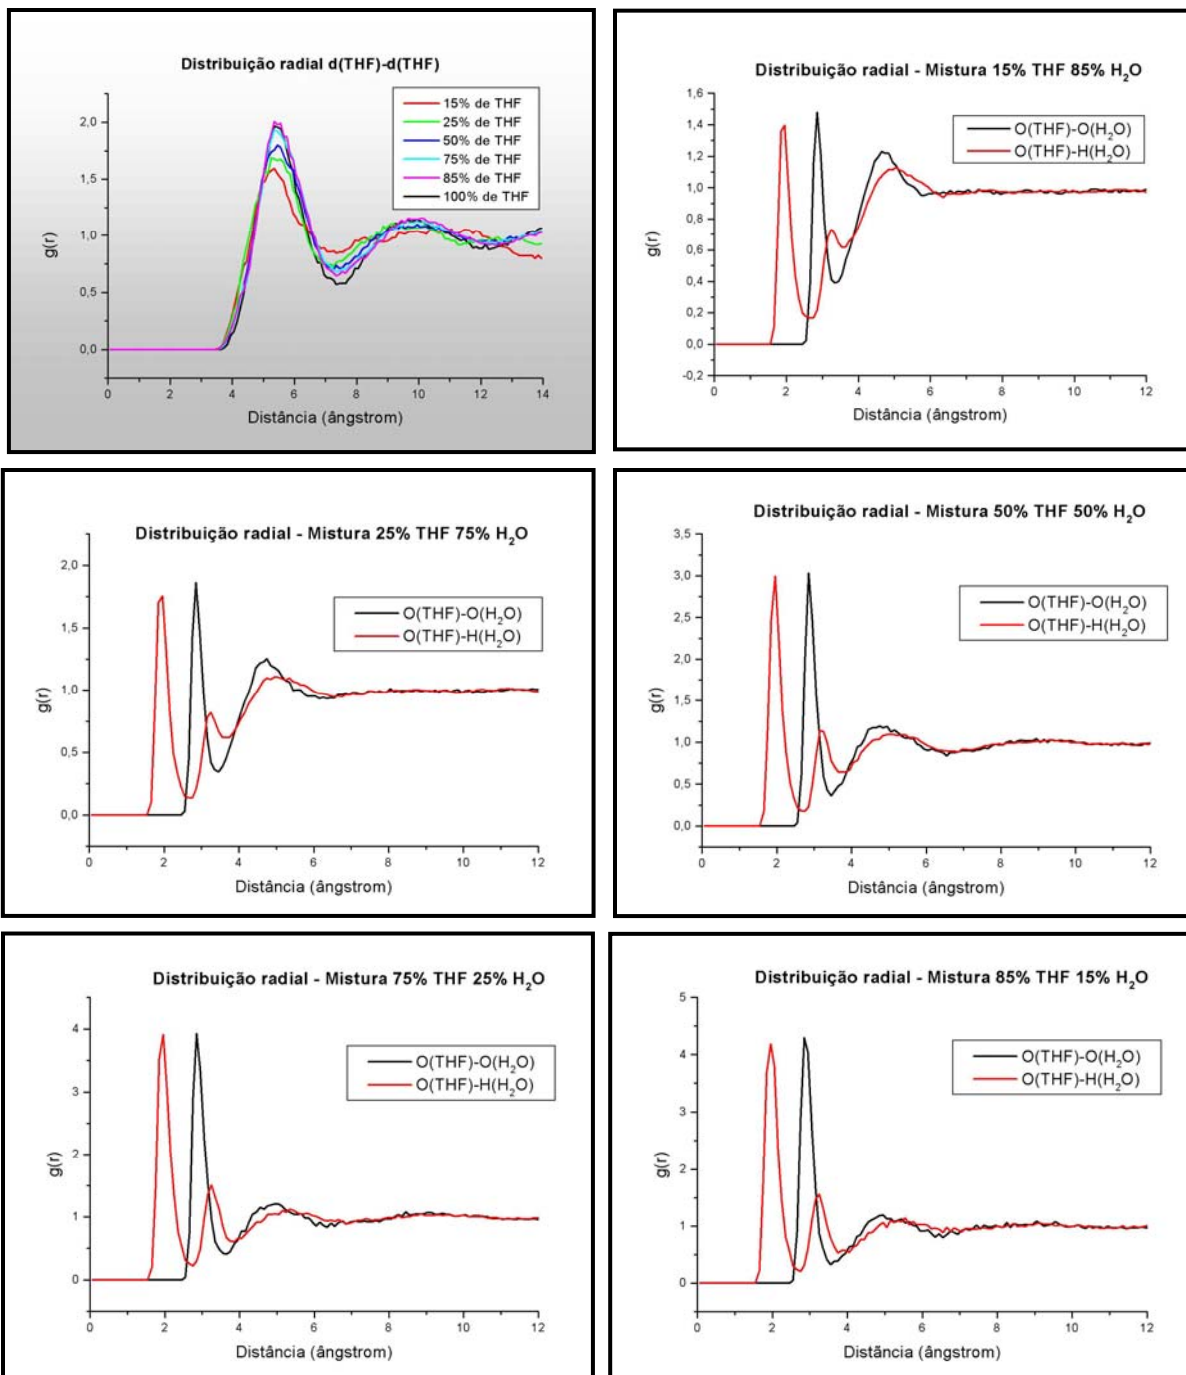 Distribuição radial d(THF)-d(THF)
15% de THF
25% de THF
50% de THF
75% de THF
85% de THF
100% de THF
2,0
1,5
1,0
0,5
0,0
g(r)
0 2 4 6 8 10 12 14
Distância (ångstrom)
Distribuição radial - Mistura 15% THF 85% H₂O
O(THF)-O(H₂O)
O(THF)-H(H₂O)
1,6
1,4
1,2
1,0
0,8
0,6
0,4
0,2
0,0
-0,2
g(r)
0 2 4 6 8 10 12
Distância (ångstrom)
Distribuição radial - Mistura 25% THF 75% H₂O
O(THF)-O(H₂O)
O(THF)-H(H₂O)
2,0
1,5
1,0
0,5
0,0
g(r)
0 2 4 6 8 10 12
Distância (ångstrom)
Distribuição radial - Mistura 50% THF 50% H₂O
O(THF)-O(H₂O)
O(THF)-H(H₂O)
3,5
3,0
2,5
2,0
1,5
1,0
0,5
0,0
g(r)
0 2 4 6 8 10 12
Distância (ångstrom)
Distribuição radial - Mistura 75% THF 25% H₂O
O(THF)-O(H₂O)
O(THF)-H(H₂O)
4
3
2
1
0
g(r)
0 2 4 6 8 10 12
Distância (ångstrom)
Distribuição radial - Mistura 85% THF 15% H₂O
O(THF)-O(H₂O)
O(THF)-H(H₂O)
5
4
3
2
1
0
g(r)
0 2 4 6 8 10 12
Distância (ångstrom)